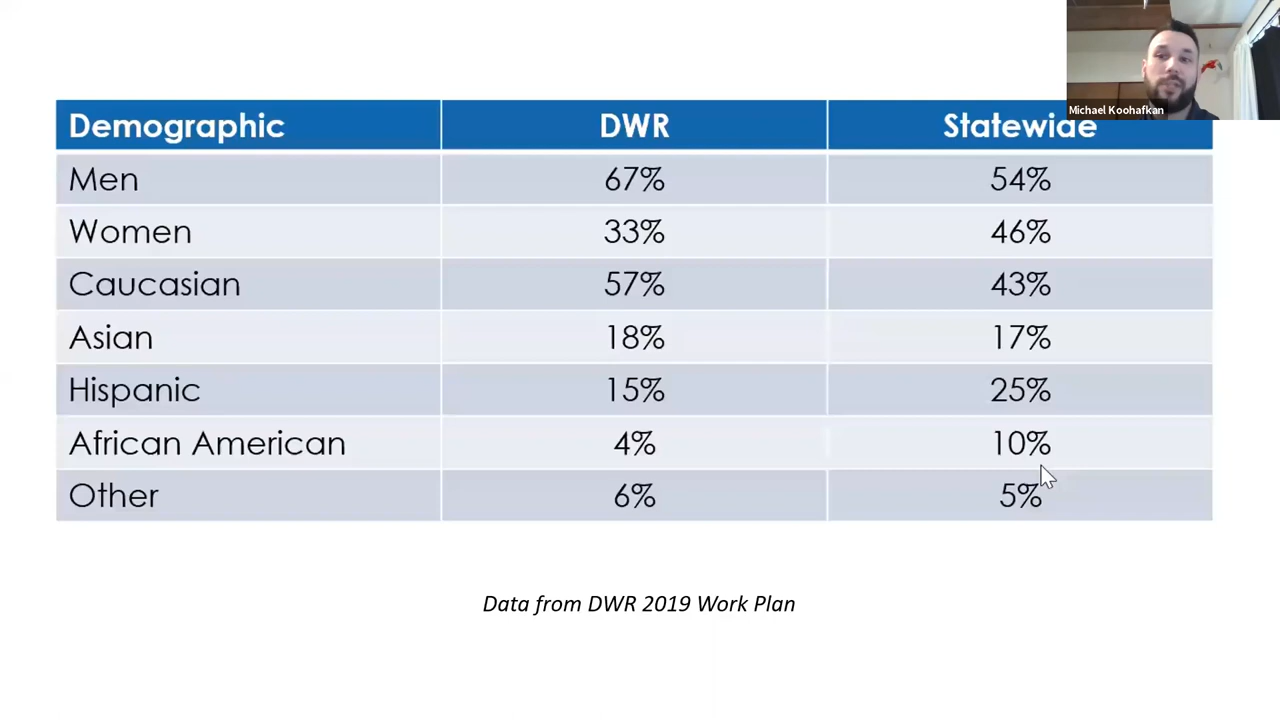 Michael Koohafkan
Demographic DWR Statewide
Men 67% 54%
Women 33% 46%
Caucasian 57% 43%
Asian 18% 17%
Hispanic 15% 25%
African American 4% 10%
Other 6% 5%
Data from DWR 2019 Work Plan